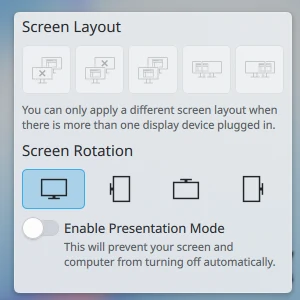 Screen Layout
You can only apply a different screen layout when
there is more than one display device plugged in.
Screen Rotation
Enable Presentation Mode
This will prevent your screen and
computer from turning off automatically.